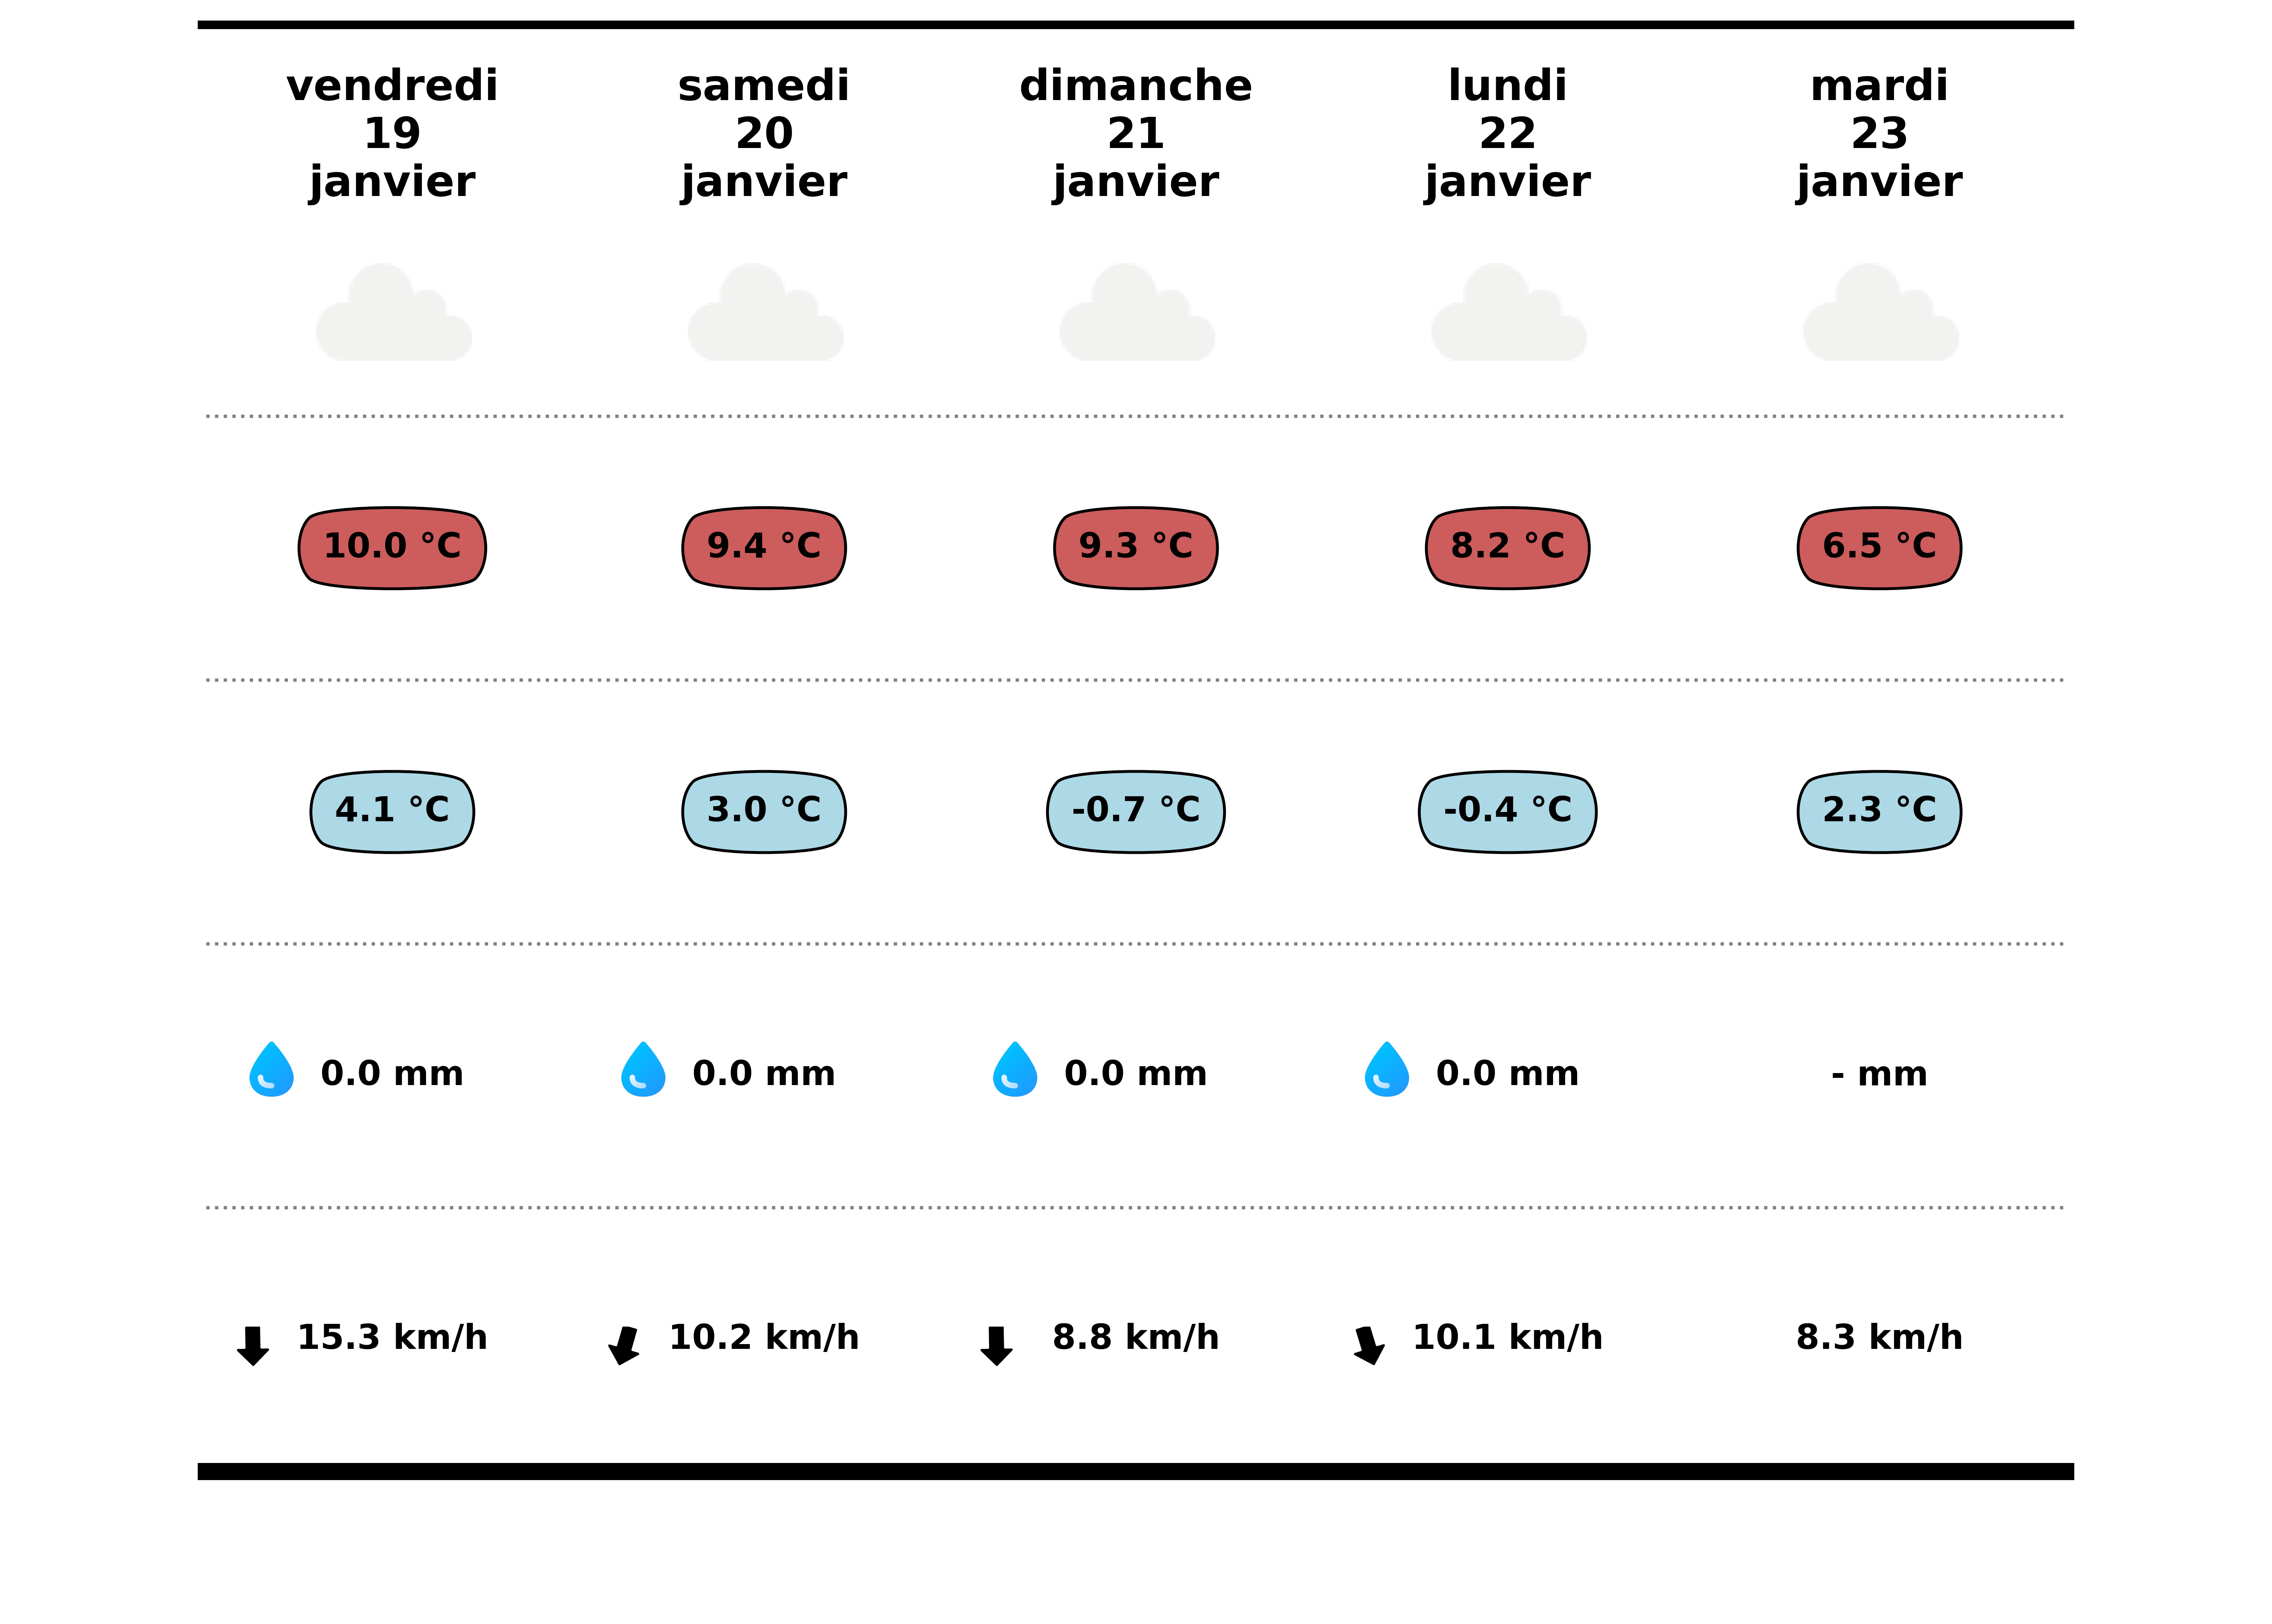 vendredi
19
janvier
samedi
20
janvier
dimanche
21
janvier
lundi
22
janvier
mardi
23
janvier
10.0 °C
9.4 °C
9.3 °C
8.2 °C
6.5 °C
4.1 °C
3.0 °C
-0.7 °C
-0.4 °C
2.3 °C
0.0 mm
0.0 mm
0.0 mm
0.0 mm
- mm
15.3 km/h
10.2 km/h
8.8 km/h
10.1 km/h
8.3 km/h